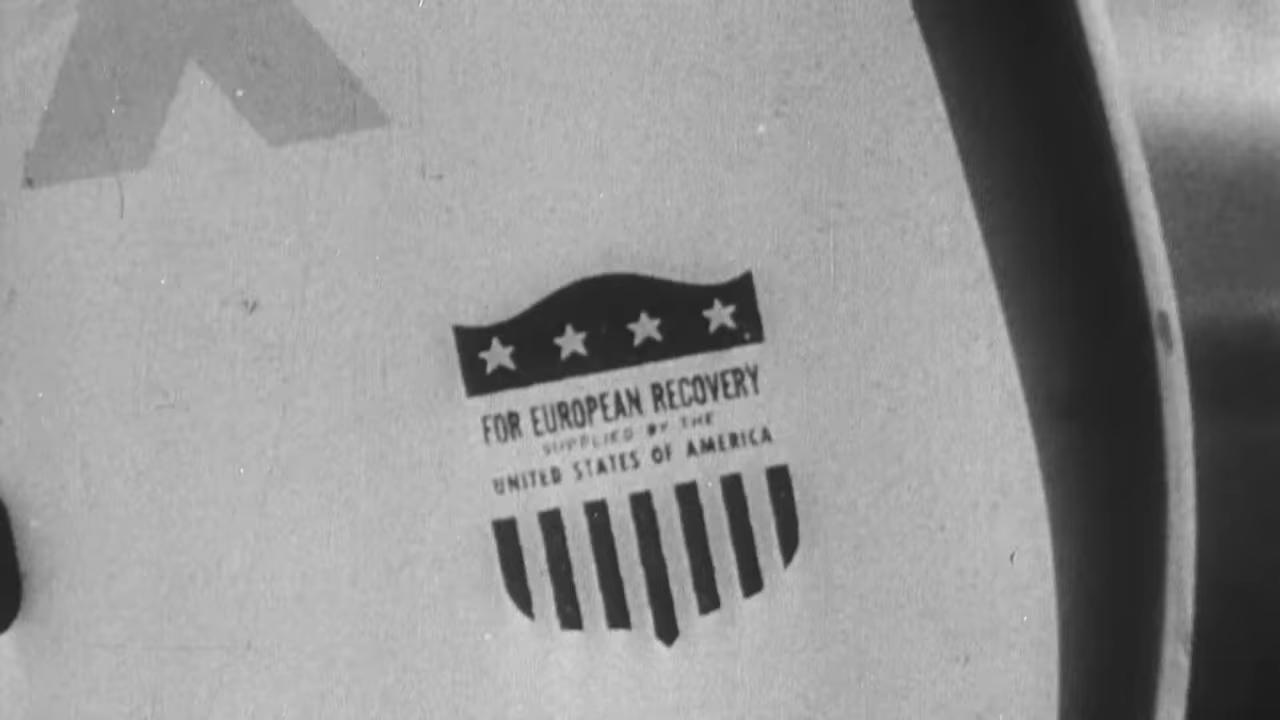 FOR EUROPEAN RECOVERY
SUPPLIED BY THE
UNITED STATES OF AMERICA